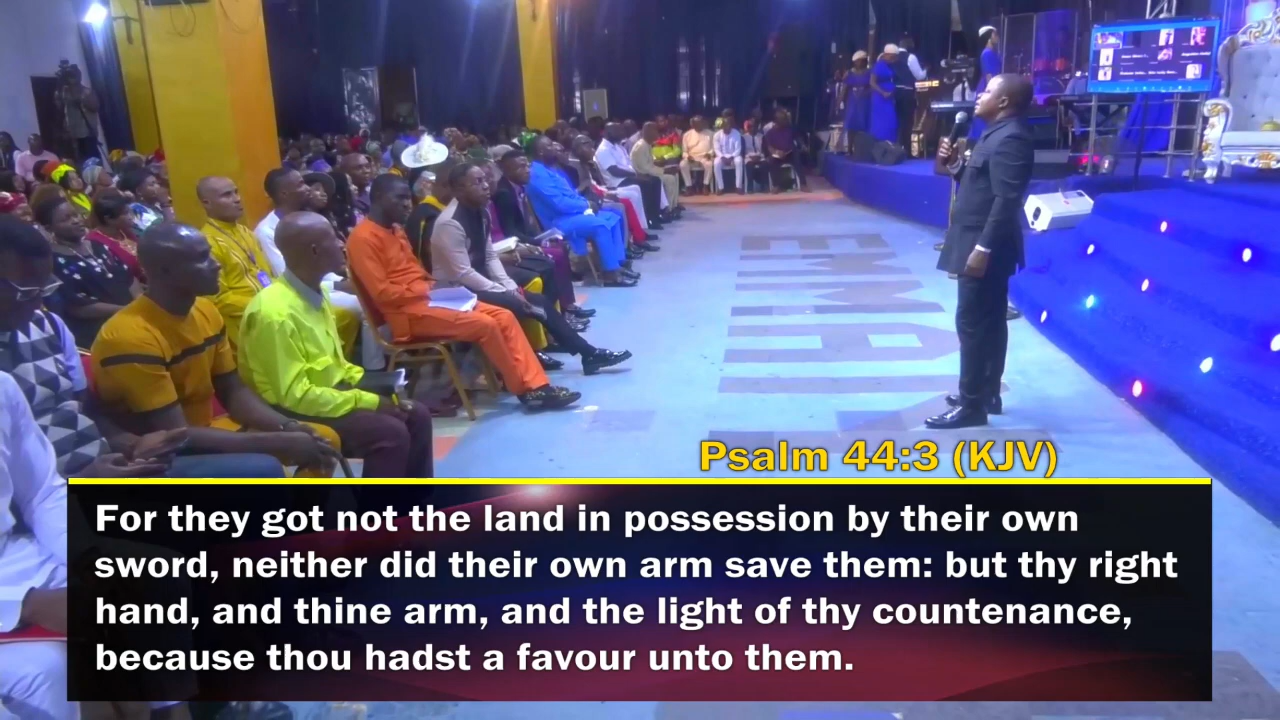 EMMA
Psalm 44:3 (KJV)
For they got not the land in possession by their own
sword, neither did their own arm save them: but thy right
hand, and thine arm, and the light of thy countenance,
because thou hadst a favour unto them.